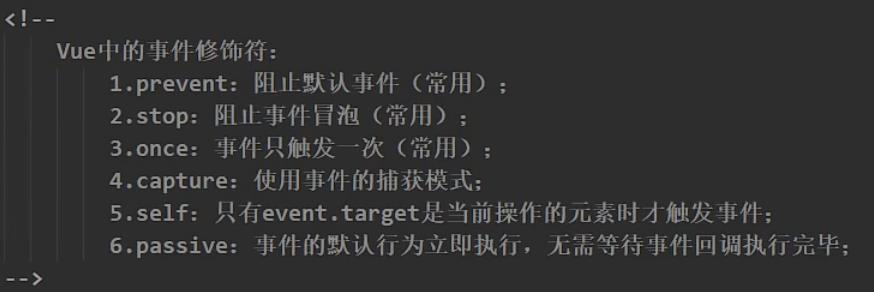 <!--
Vue中的事件修饰符：
1.prevent：阻止默认事件（常用）；
2.stop：阻止事件冒泡（常用）；
3.once：事件只触发一次（常用）；
4.capture：使用事件的捕获模式；
5.self：只有event.target是当前操作的元素时才触发事件；
6.passive：事件的默认行为立即执行，无需等待事件回调执行完毕；
-->